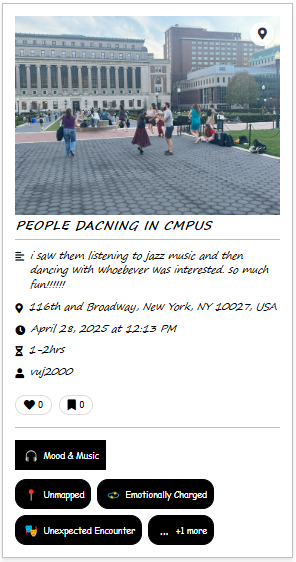 PEOPLE DACNING IN CMPUS
i saw them listening to jazz music and then
dancing with whoebever was interested. so much
fun!!!!!!
116th and Broadway, New York, NY 10027, USA
April 28, 2025 at 12:13 PM
1-2hrs
vuj2000
0 0
Mood & Music
Unmapped Emotionally Charged
Unexpected Encounter ... +1 more